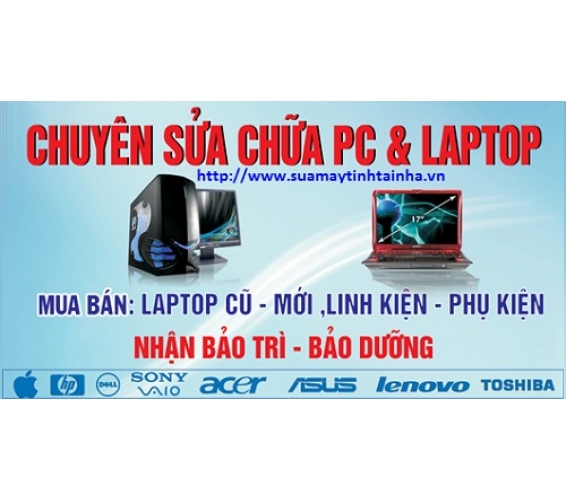 CHUYÊN SỬA CHỮA PC & LAPTOP
http://www.suamaytinhtainha.vn
17"
MUA BÁN: LAPTOP CŨ - MỚI ,LINH KIỆN - PHỤ KIỆN
NHẬN BẢO TRÌ - BẢO DƯỠNG
hp DELL SONY VAIO acer ASUS lenovo TOSHIBA